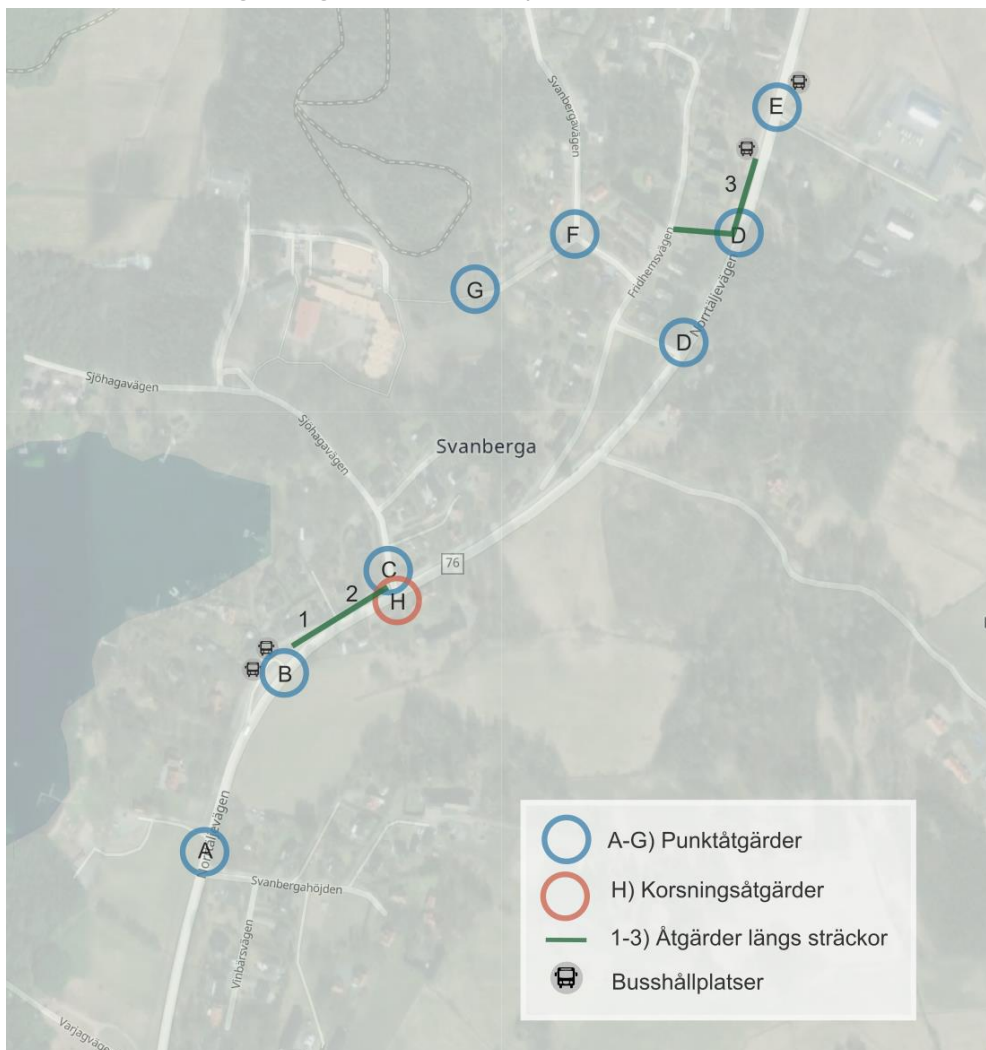 E
Svanbergavägen
3
F
D
Fridhemsvägen
G
Norrtäljevägen
D
Sjöhagavägen
Sjöhagavägen
Svanberga
76
C
H
2
1
B
Norrtäljevägen
A
Svanbergahöjden
Vinbärsvägen
Varjagväge
A-G) Punktåtgärder
H) Korsningsåtgärder
1-3) Åtgärder längs sträckor
Busshållplatser